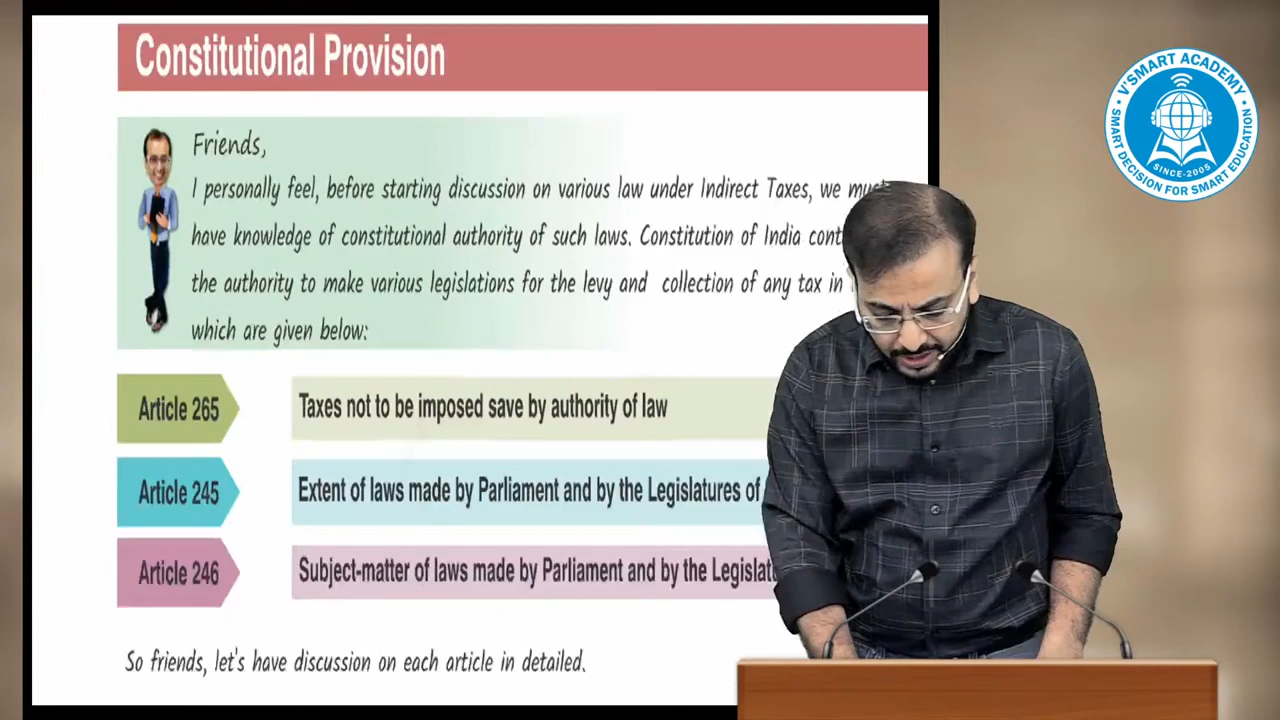 Constitutional Provision
Friends,
I personally feel, before starting discussion on various law under Indirect Taxes, we must
have knowledge of constitutional authority of such laws. Constitution of India
the authority to make various legislations for the levy and collection of any tax in
which are given below:
Article 265
Taxes not to be imposed save by authority of law
Article 245
Extent of laws made by Parliament and by the Legislatures of
Article 246
Subject-matter of laws made by Parliament and by the
So friends, let's have discussion on each article in detailed.
V'SMART ACADEMY
SINCE-2005
SMART DECISION FOR SMART EDUCATION